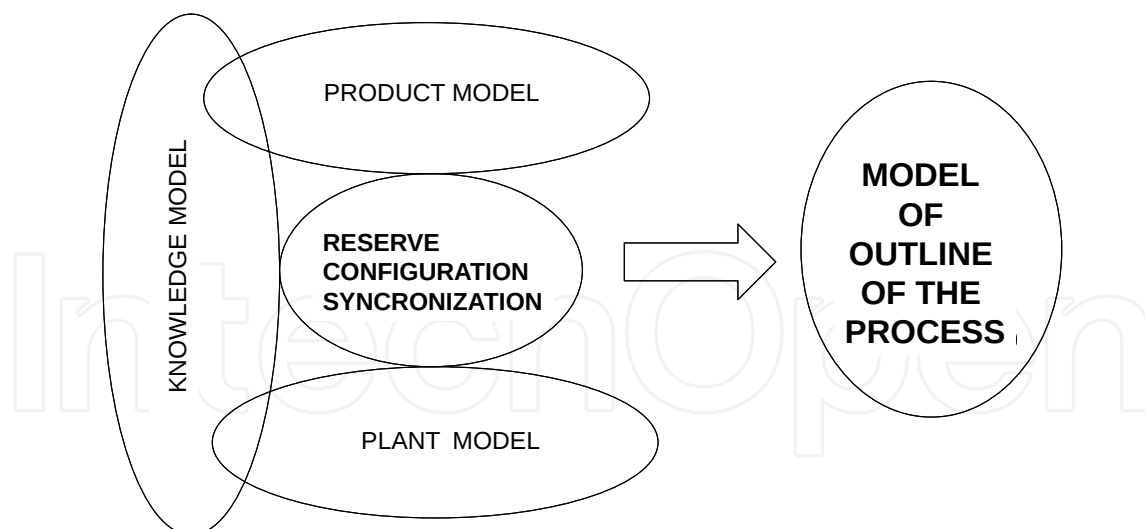 PRODUCT MODEL
KNOWLEDGE MODEL
RESERVE
CONFIGURATION
SYNCRONIZATION
PLANT MODEL
MODEL
OF
OUTLINE
OF THE
PROCESS
IntechOpen